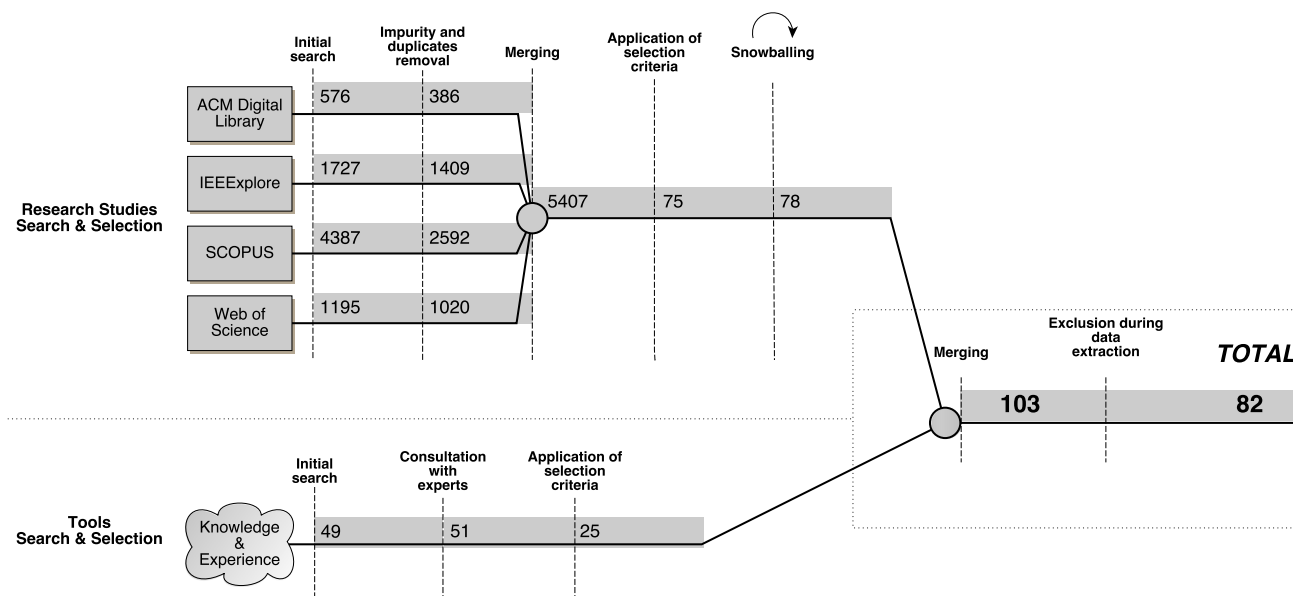 Initial
search
Impurity and
duplicates
removal
Merging
Application of
selection
criteria
Snowballing
ACM Digital
Library
576
386
IEEExplore
1727
1409
SCOPUS
4387
2592
Web of
Science
1195
1020
5407
75
78
Research Studies
Search & Selection
Merging
Exclusion during
data
extraction
TOTAL
103
82
Initial
search
Consultation
with
experts
Application of
selection
criteria
Tools
Search & Selection
Knowledge
&
Experience
49
51
25